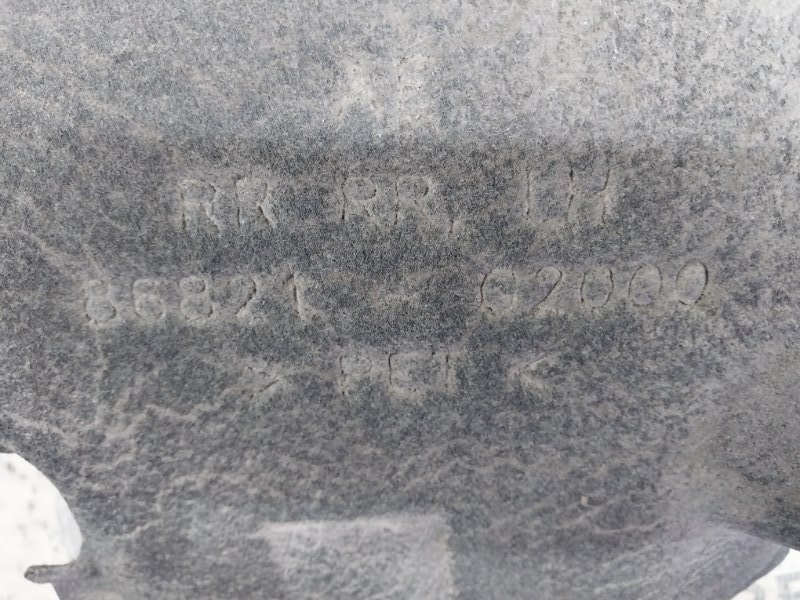 RR RR, LH
86821 - G2000
> PET <